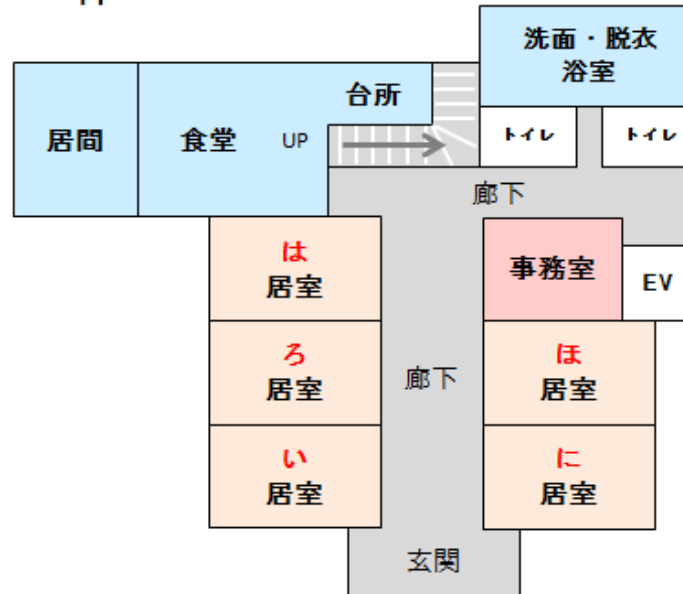 洗面・脱衣
浴室
台所
居間
食堂
UP
トイレ
トイレ
廊下
は
居室
事務室
EV
ろ
居室
廊下
ほ
居室
い
居室
に
居室
玄関